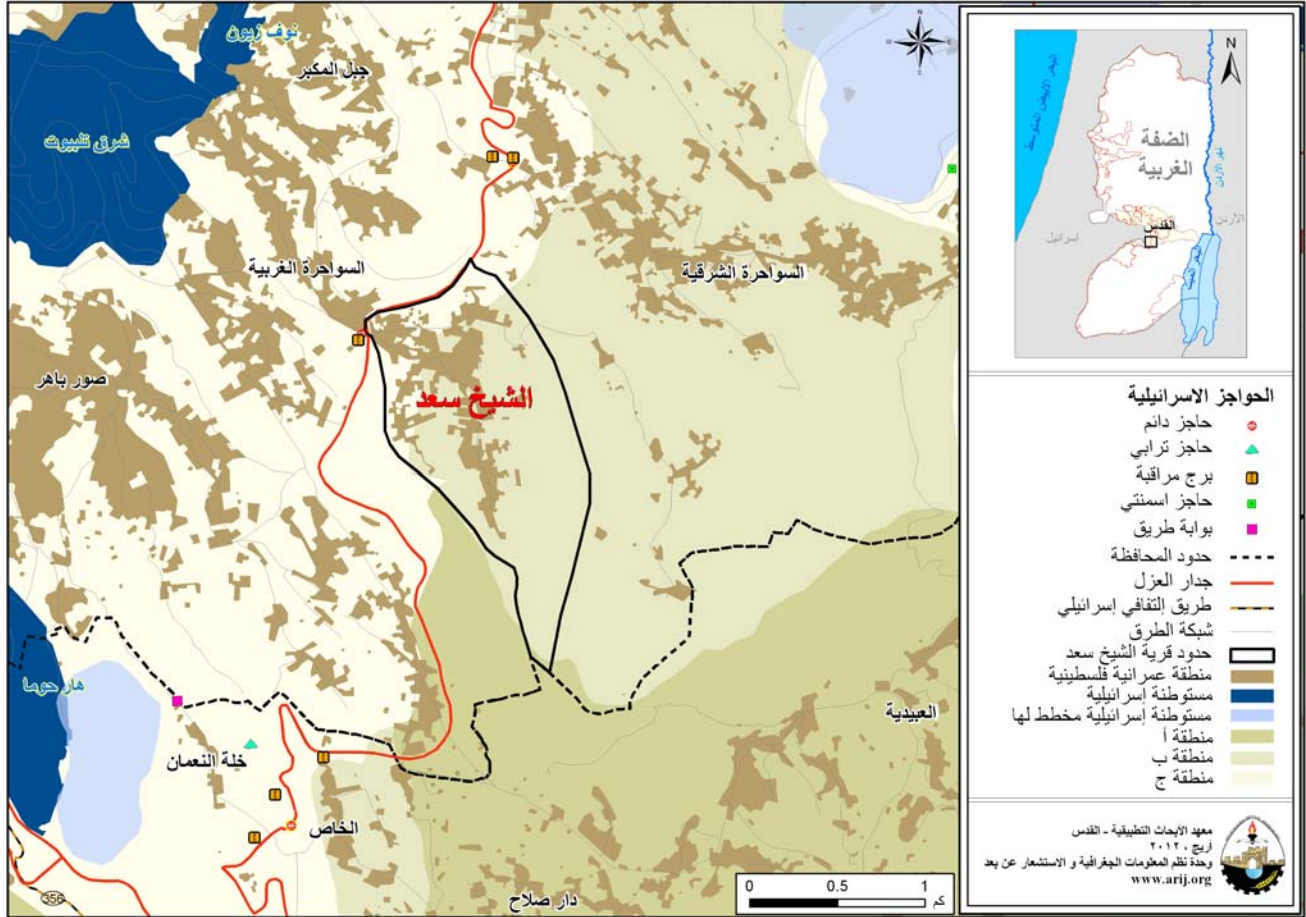 نوف زيون
جبل المكبر
شرق تلبيوت
السواحرة الغربية
السواحرة الشرقية
صور باهر
الشيخ سعد
هار حوما
خلة النعمان
الخاص
العبيدية
دار صلاح
356
N
W
E
S
0
0.5
1
كم
N
البحر الابيض المتوسط
الضفة
الغربية
نهر الاردن
الأردن
القدس
إسرائيل
البحر الميت
الحواجز الاسرائيلية
حاجز دائم
حاجز ترابي
برج مراقبة
حاجز اسمنتي
بوابة طريق
حدود المحافظة
جدار العزل
طريق إلتفافي إسرائيلي
شبكة الطرق
حدود قرية الشيخ سعد
منطقة عمرانية فلسطينية
مستوطنة إسرائيلية
مستوطنة إسرائيلية مخطط لها
منطقة أ
منطقة ب
منطقة ج
معهد الأبحاث التطبيقية - القدس
أريج ، ٢٠١٢
وحدة نظم المعلومات الجغرافية و الاستشعار عن بعد
www.arij.org